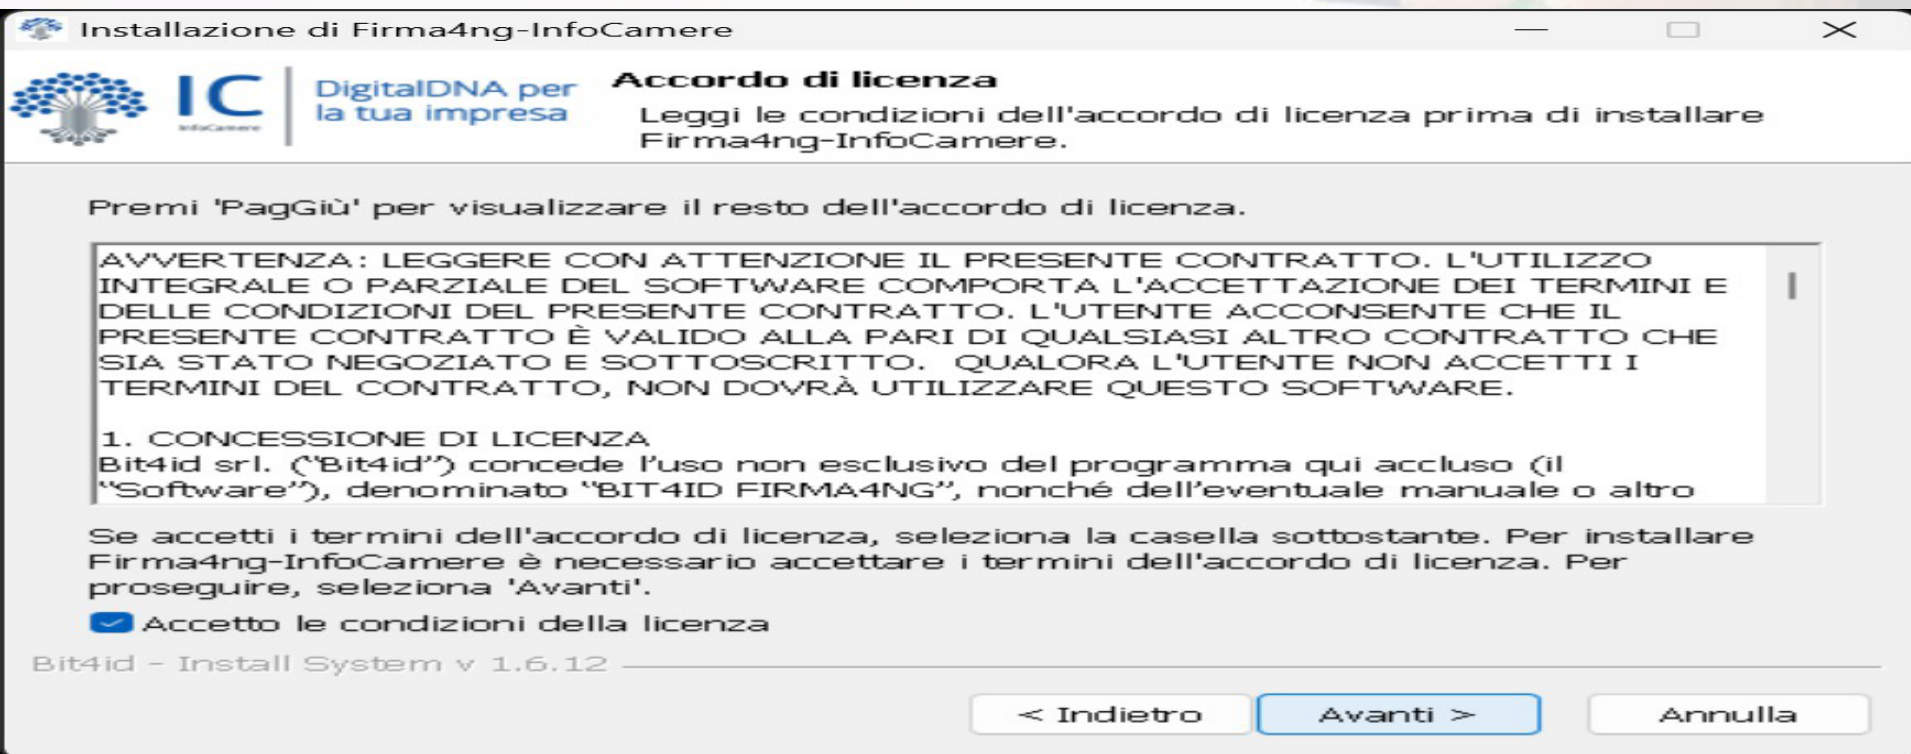 Installazione di Firma4ng-InfoCamere
IC
InfoCamere
DigitalDNA per
la tua impresa
Accordo di licenza
Leggi le condizioni dell'accordo di licenza prima di installare
Firma4ng-InfoCamere.
Premi 'PagGiù' per visualizzare il resto dell'accordo di licenza.
AVVERTENZA: LEGGERE CON ATTENZIONE IL PRESENTE CONTRATTO. L'UTILIZZO
INTEGRALE O PARZIALE DEL SOFTWARE COMPORTA L'ACCETTAZIONE DEI TERMINI E
DELLE CONDIZIONI DEL PRESENTE CONTRATTO. L'UTENTE ACCONSENTE CHE IL
PRESENTE CONTRATTO È VALIDO ALLA PARI DI QUALSIASI ALTRO CONTRATTO CHE
SIA STATO NEGOZIATO E SOTTOSCRITTO.  QUALORA L'UTENTE NON ACCETTI I
TERMINI DEL CONTRATTO, NON DOVRÀ UTILIZZARE QUESTO SOFTWARE.
1. CONCESSIONE DI LICENZA
Bit4id srl. (“Bit4id”) concede l’uso non esclusivo del programma qui accluso (il
“Software”), denominato “BIT4ID FIRMA4NG”, nonché dell’eventuale manuale o altro
Se accetti i termini dell'accordo di licenza, seleziona la casella sottostante. Per installare
Firma4ng-InfoCamere è necessario accettare i termini dell'accordo di licenza. Per
proseguire, seleziona 'Avanti'.
Accetto le condizioni della licenza
Bit4id - Install System v 1.6.12
< Indietro
Avanti >
Annulla